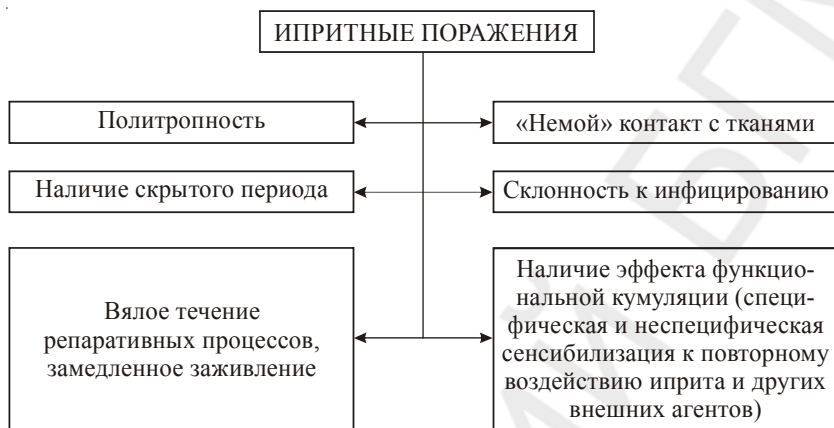 ИПРИТНЫЕ ПОРАЖЕНИЯ
Политропность
«Немой» контакт с тканями
Наличие скрытого периода
Склонность к инфицированию
Вялое течение
репаративных процессов,
замедленное заживление
Наличие эффекта функцио-
нальной кумуляции (специ-
фическая и неспецифическая
сенсибилизация к повторному
воздействию иприта и других
внешних агентов)